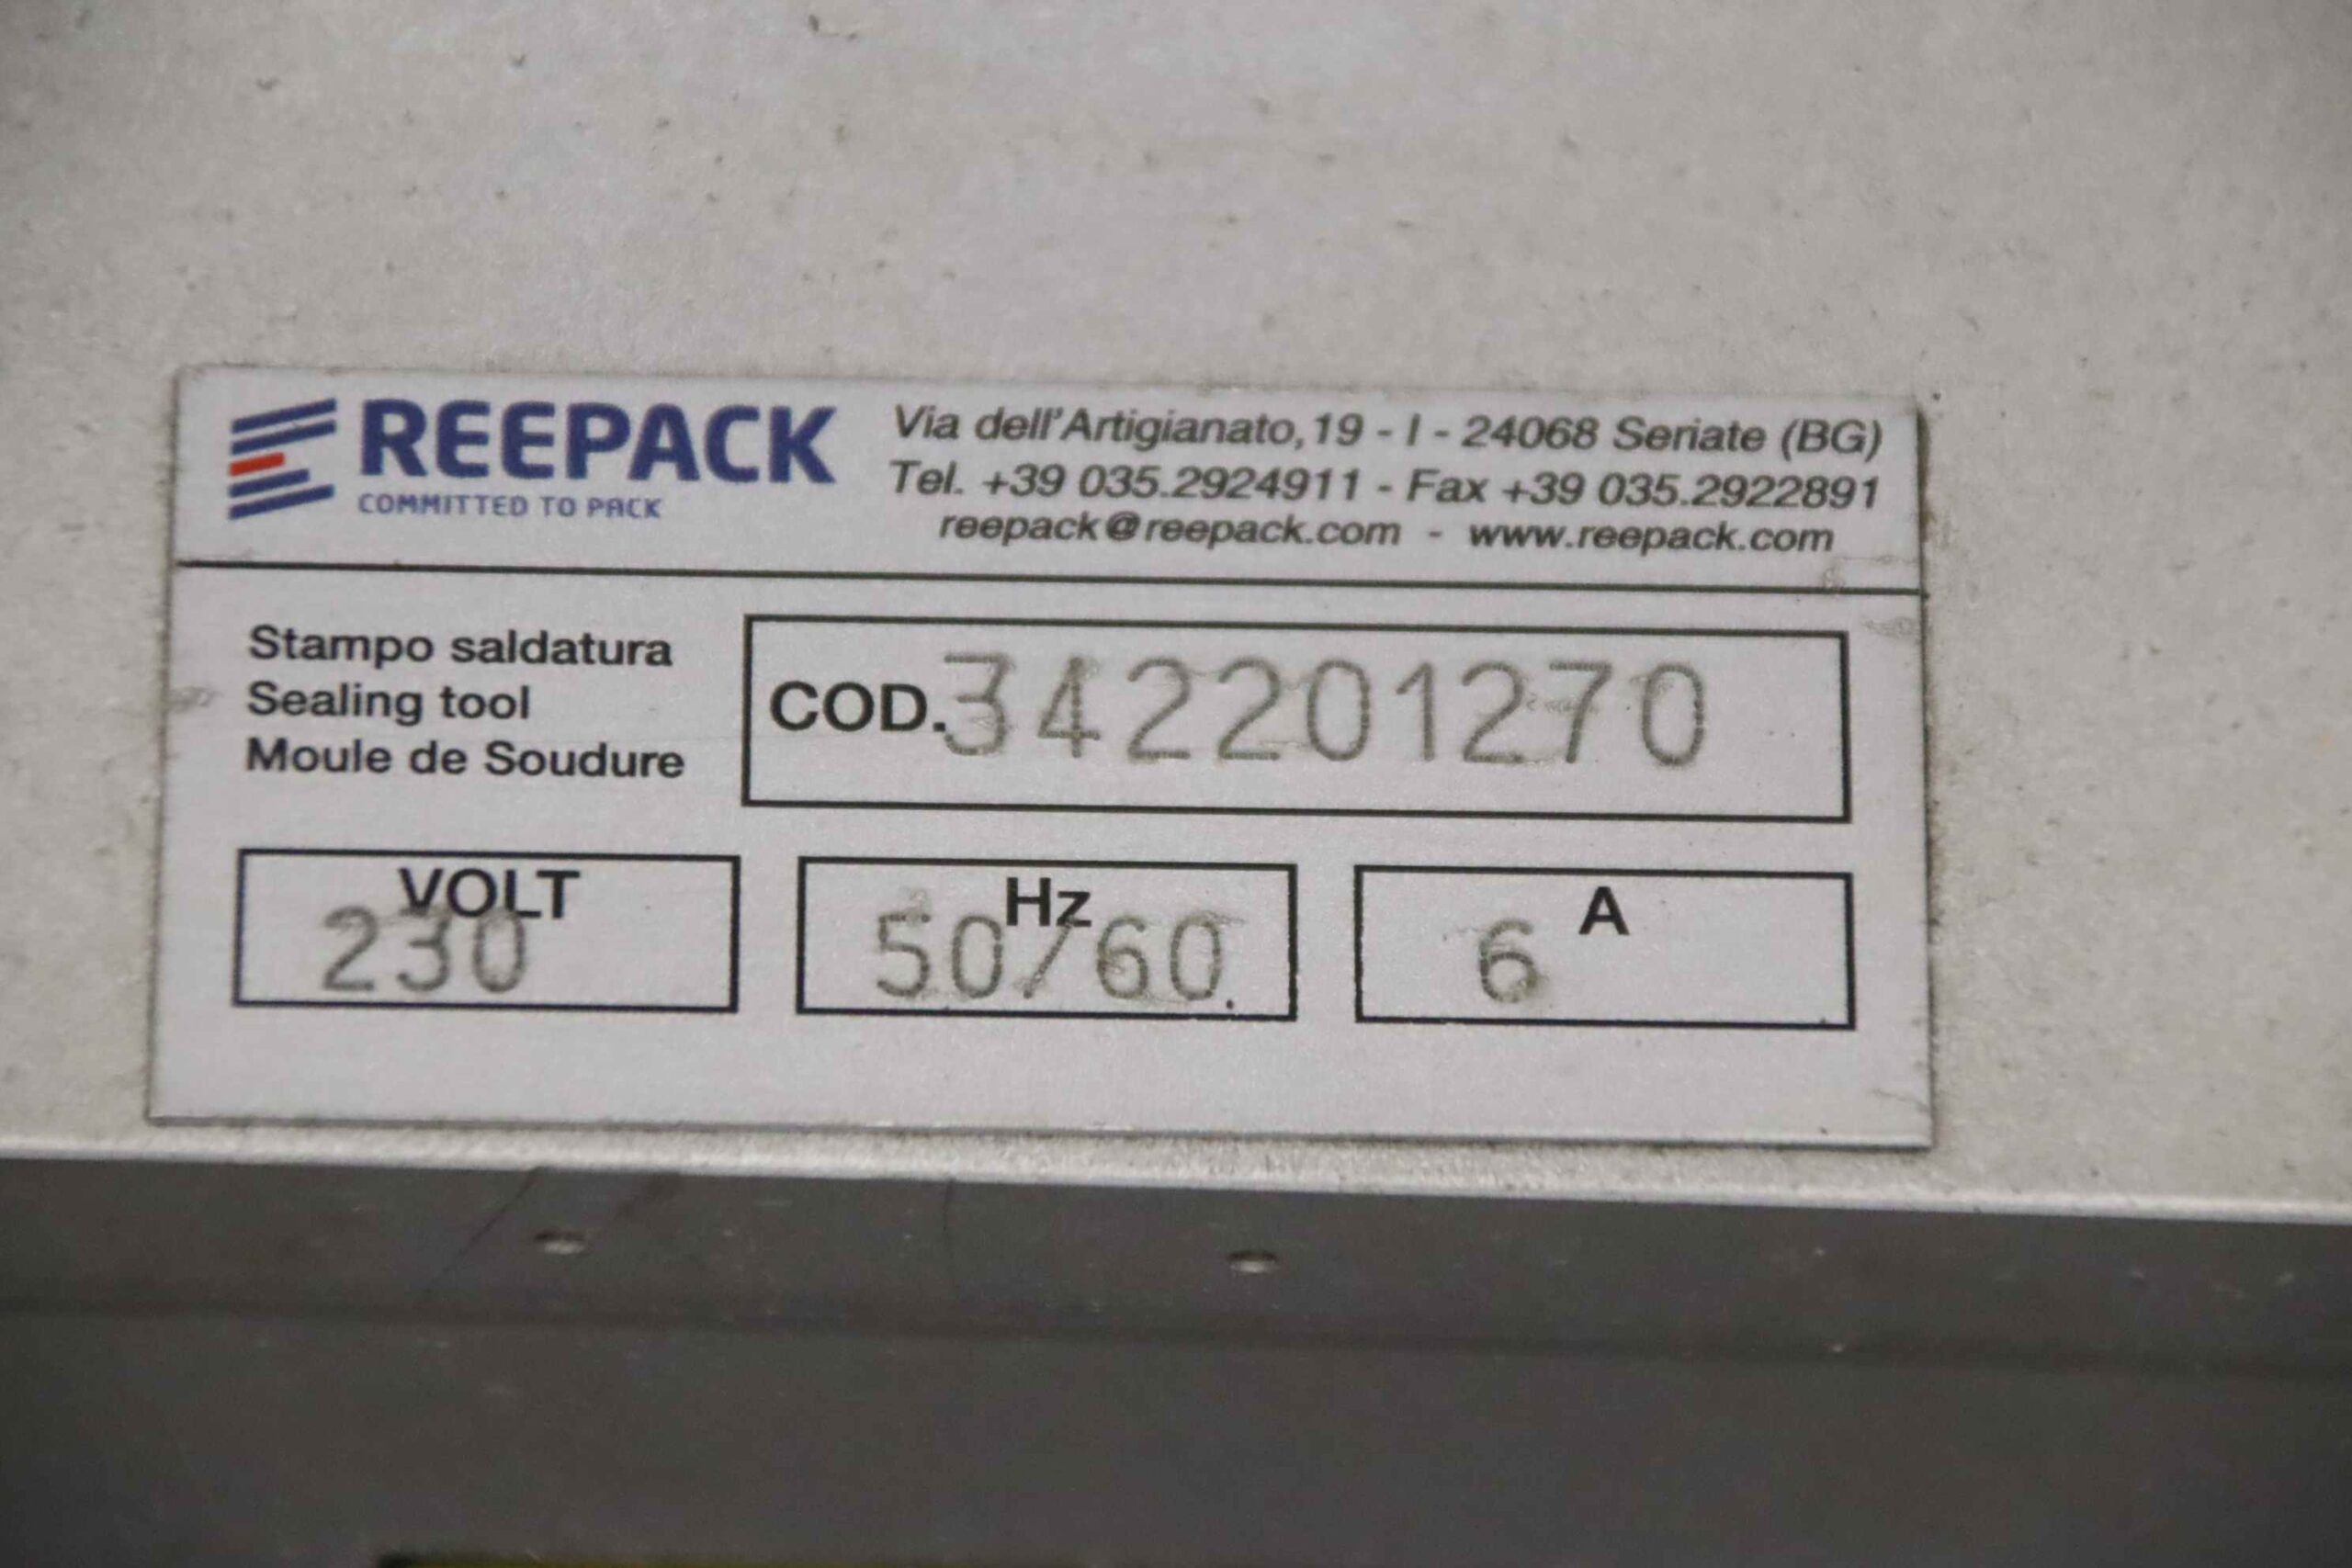 REEPACK
COMMITTED TO PACK
Via dell'Artigianato, 19 - I - 24068 Seriate (BG)
Tel. +39 035.2924911 - Fax +39 035.2922891
reepack@reepack.com - www.reepack.com
Stampo saldatura
Sealing tool
Moule de Soudure
COD. 342201270
VOLT
230
Hz
50/60
A
6